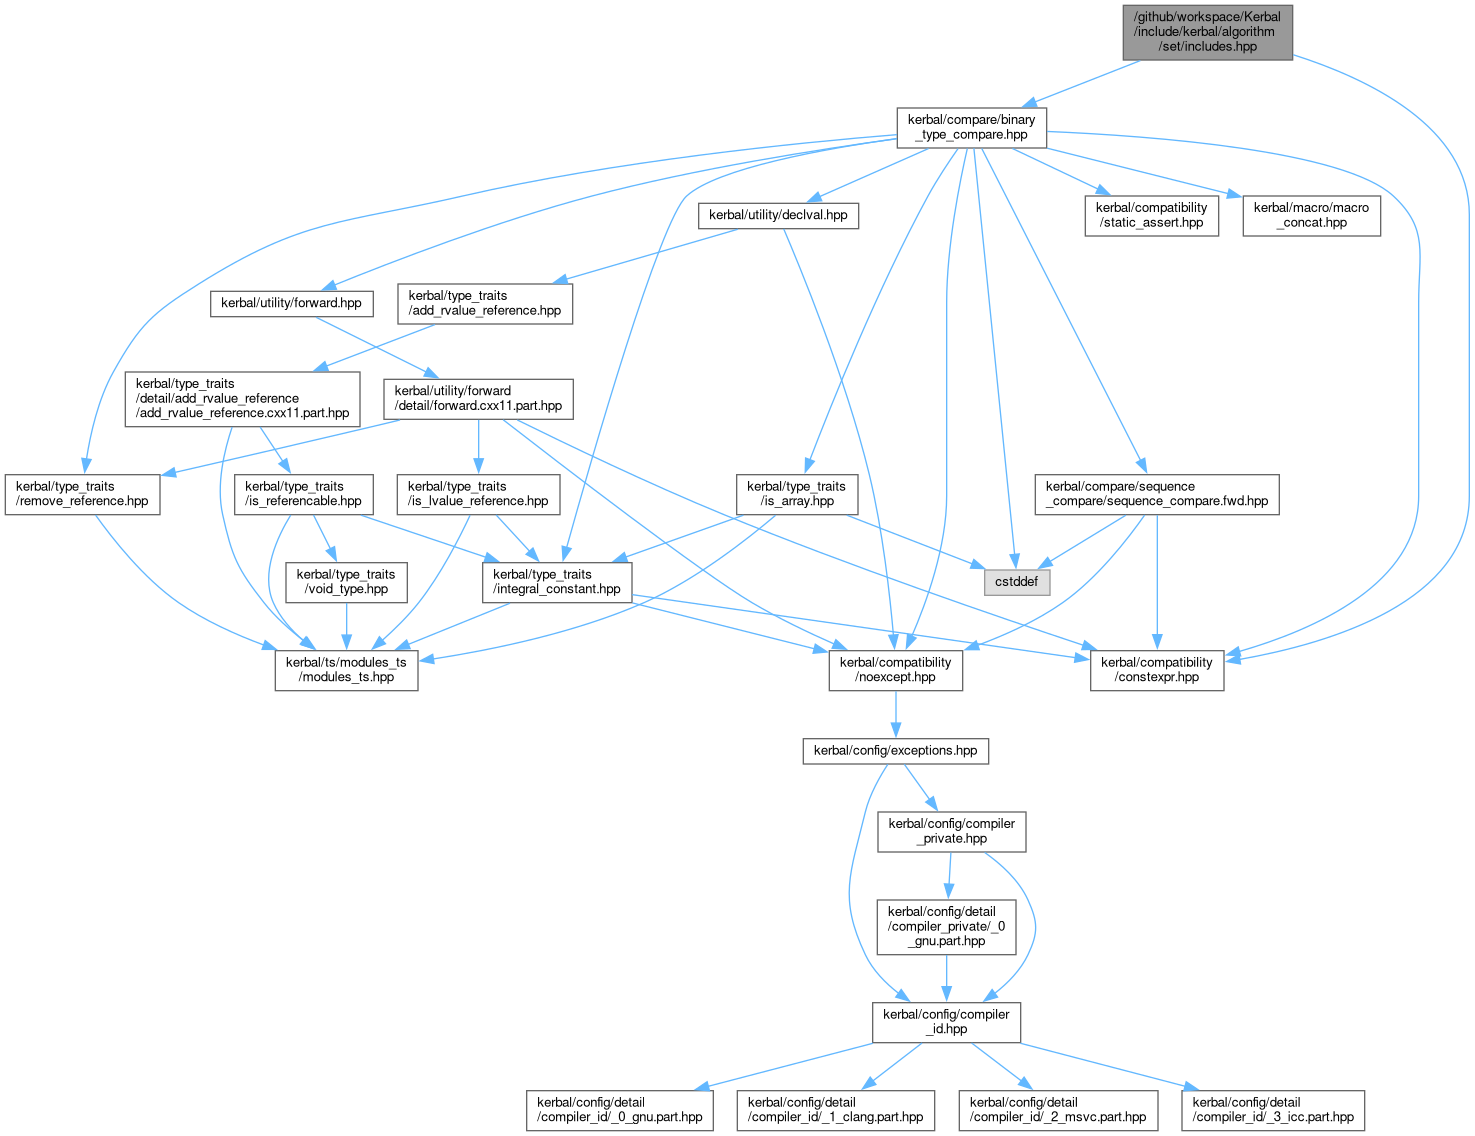 /github/workspace/Kerbal
/include/kerbal/algorithm
/set/includes.hpp
kerbal/compare/binary
_type_compare.hpp
kerbal/utility/declval.hpp
kerbal/compatibility
/static_assert.hpp
kerbal/macro/macro
_concat.hpp
kerbal/utility/forward.hpp
kerbal/type_traits
/add_rvalue_reference.hpp
kerbal/type_traits
/detail/add_rvalue_reference
/add_rvalue_reference.cxx11.part.hpp
kerbal/utility/forward
/detail/forward.cxx11.part.hpp
kerbal/type_traits
/remove_reference.hpp
kerbal/type_traits
/is_referencable.hpp
kerbal/type_traits
/is_lvalue_reference.hpp
kerbal/type_traits
/is_array.hpp
kerbal/compare/sequence
_compare/sequence_compare.fwd.hpp
kerbal/type_traits
/void_type.hpp
kerbal/type_traits
/integral_constant.hpp
cstddef
kerbal/ts/modules_ts
/modules_ts.hpp
kerbal/compatibility
/noexcept.hpp
kerbal/compatibility
/constexpr.hpp
kerbal/config/exceptions.hpp
kerbal/config/compiler
_private.hpp
kerbal/config/detail
/compiler_private/_0
_gnu.part.hpp
kerbal/config/compiler
_id.hpp
kerbal/config/detail
/compiler_id/_0_gnu.part.hpp
kerbal/config/detail
/compiler_id/_1_clang.part.hpp
kerbal/config/detail
/compiler_id/_2_msvc.part.hpp
kerbal/config/detail
/compiler_id/_3_icc.part.hpp